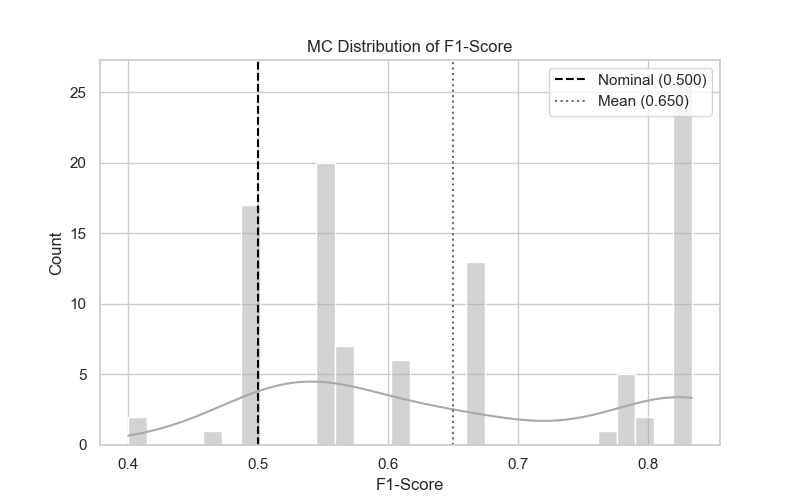 MC Distribution of F1-Score
Nominal (0.500)
Mean (0.650)
Count
25
20
15
10
5
0
0.4 0.5 0.6 0.7 0.8
F1-Score